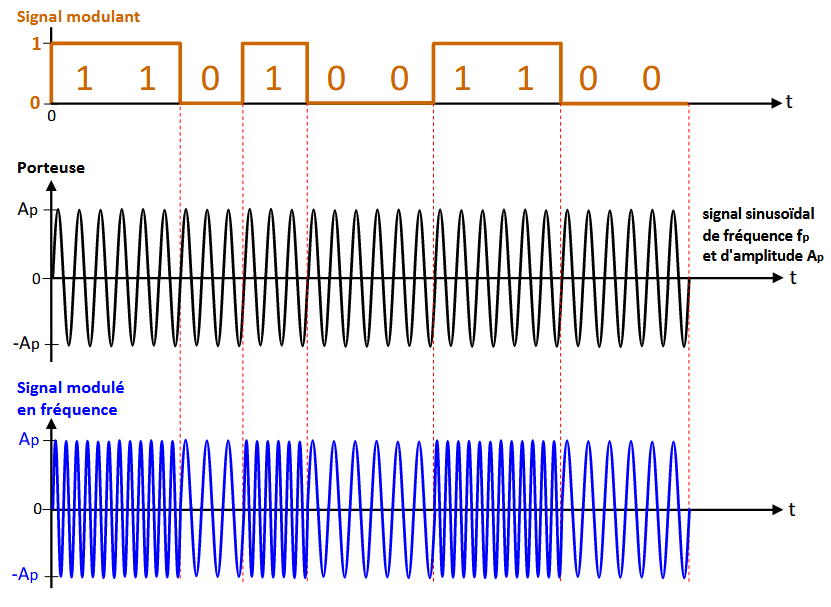 Signal modulant
1
1 1 0 1 0 0 1 1 0 0
0
0
t
Porteuse
Ap
signal sinusoïdal
de fréquence fp
et d'amplitude Ap
0
t
-Ap
Signal modulé
en fréquence
Ap
0
t
-Ap